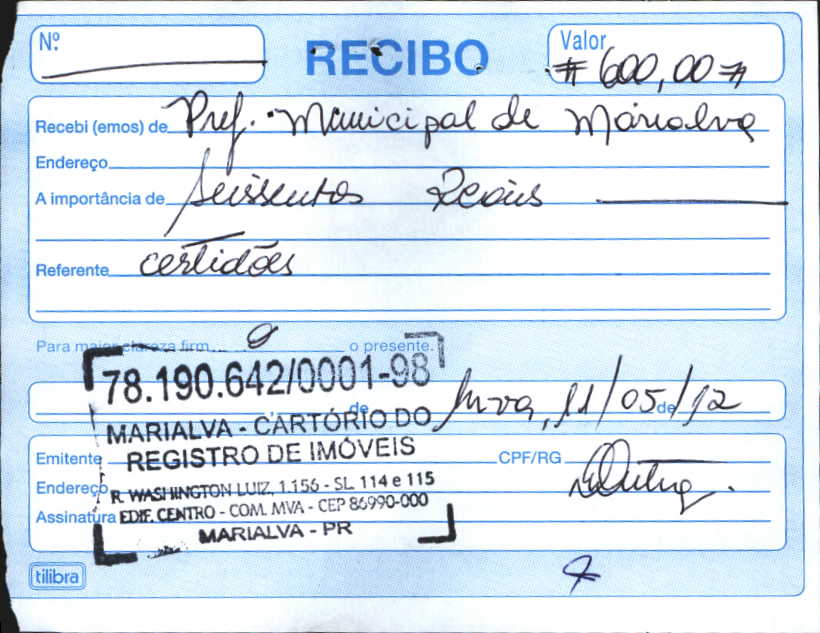 Nº
RECIBO
Valor
# 600,00 #
Recebi (emos) de Pref. Municipal de Marialva
Endereço
A importância de seissentos Reais
Referente certidões
Para maior clareza firm o o presente.
78.190.642/0001-98
de Mva, 11/05 de /12
MARIALVA - CARTÓRIO DO
REGISTRO DE IMÓVEIS
Emitente CPF/RG
Endereço R. WASHINGTON LUIZ, 1.156 - SL 114 e 115
Assinatura EDIF. CENTRO - COM. MVA - CEP 86990-000
MARIALVA - PR
tilibra